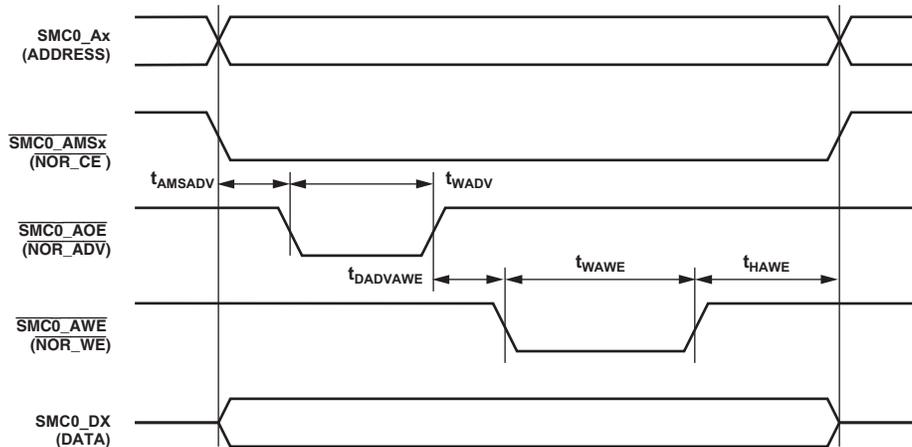 SMC0_Ax
(ADDRESS)
SMC0_AMSx
(NOR_CE)
tAMSADV
tWADV
SMC0_AOE
(NOR_ADV)
tDADVAWE
tWAWE
tHAWE
SMC0_AWE
(NOR_WE)
SMC0_DX
(DATA)